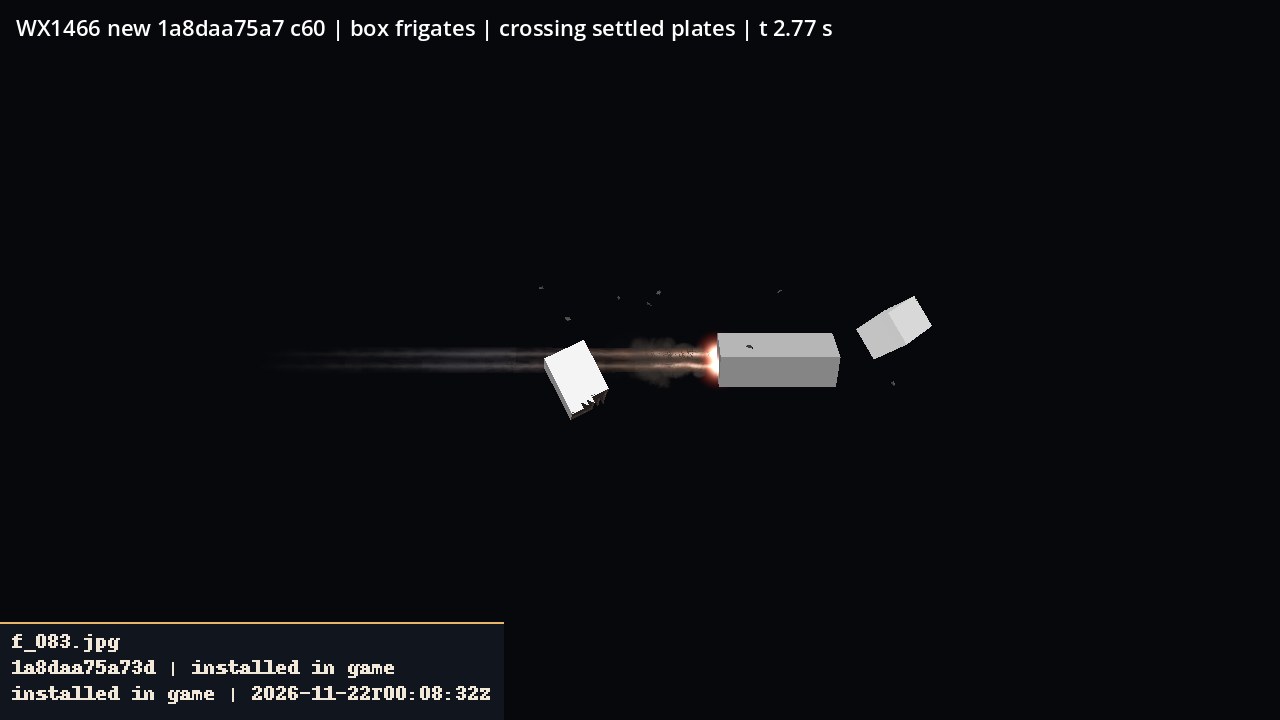 WX1466 new 1a8daa75a7 c60 | box frigates | crossing settled plates | t 2.77 s
f_083.jpg
1a8daa75a73d | installed in game
installed in game | 2026-11-22T00:08:32Z